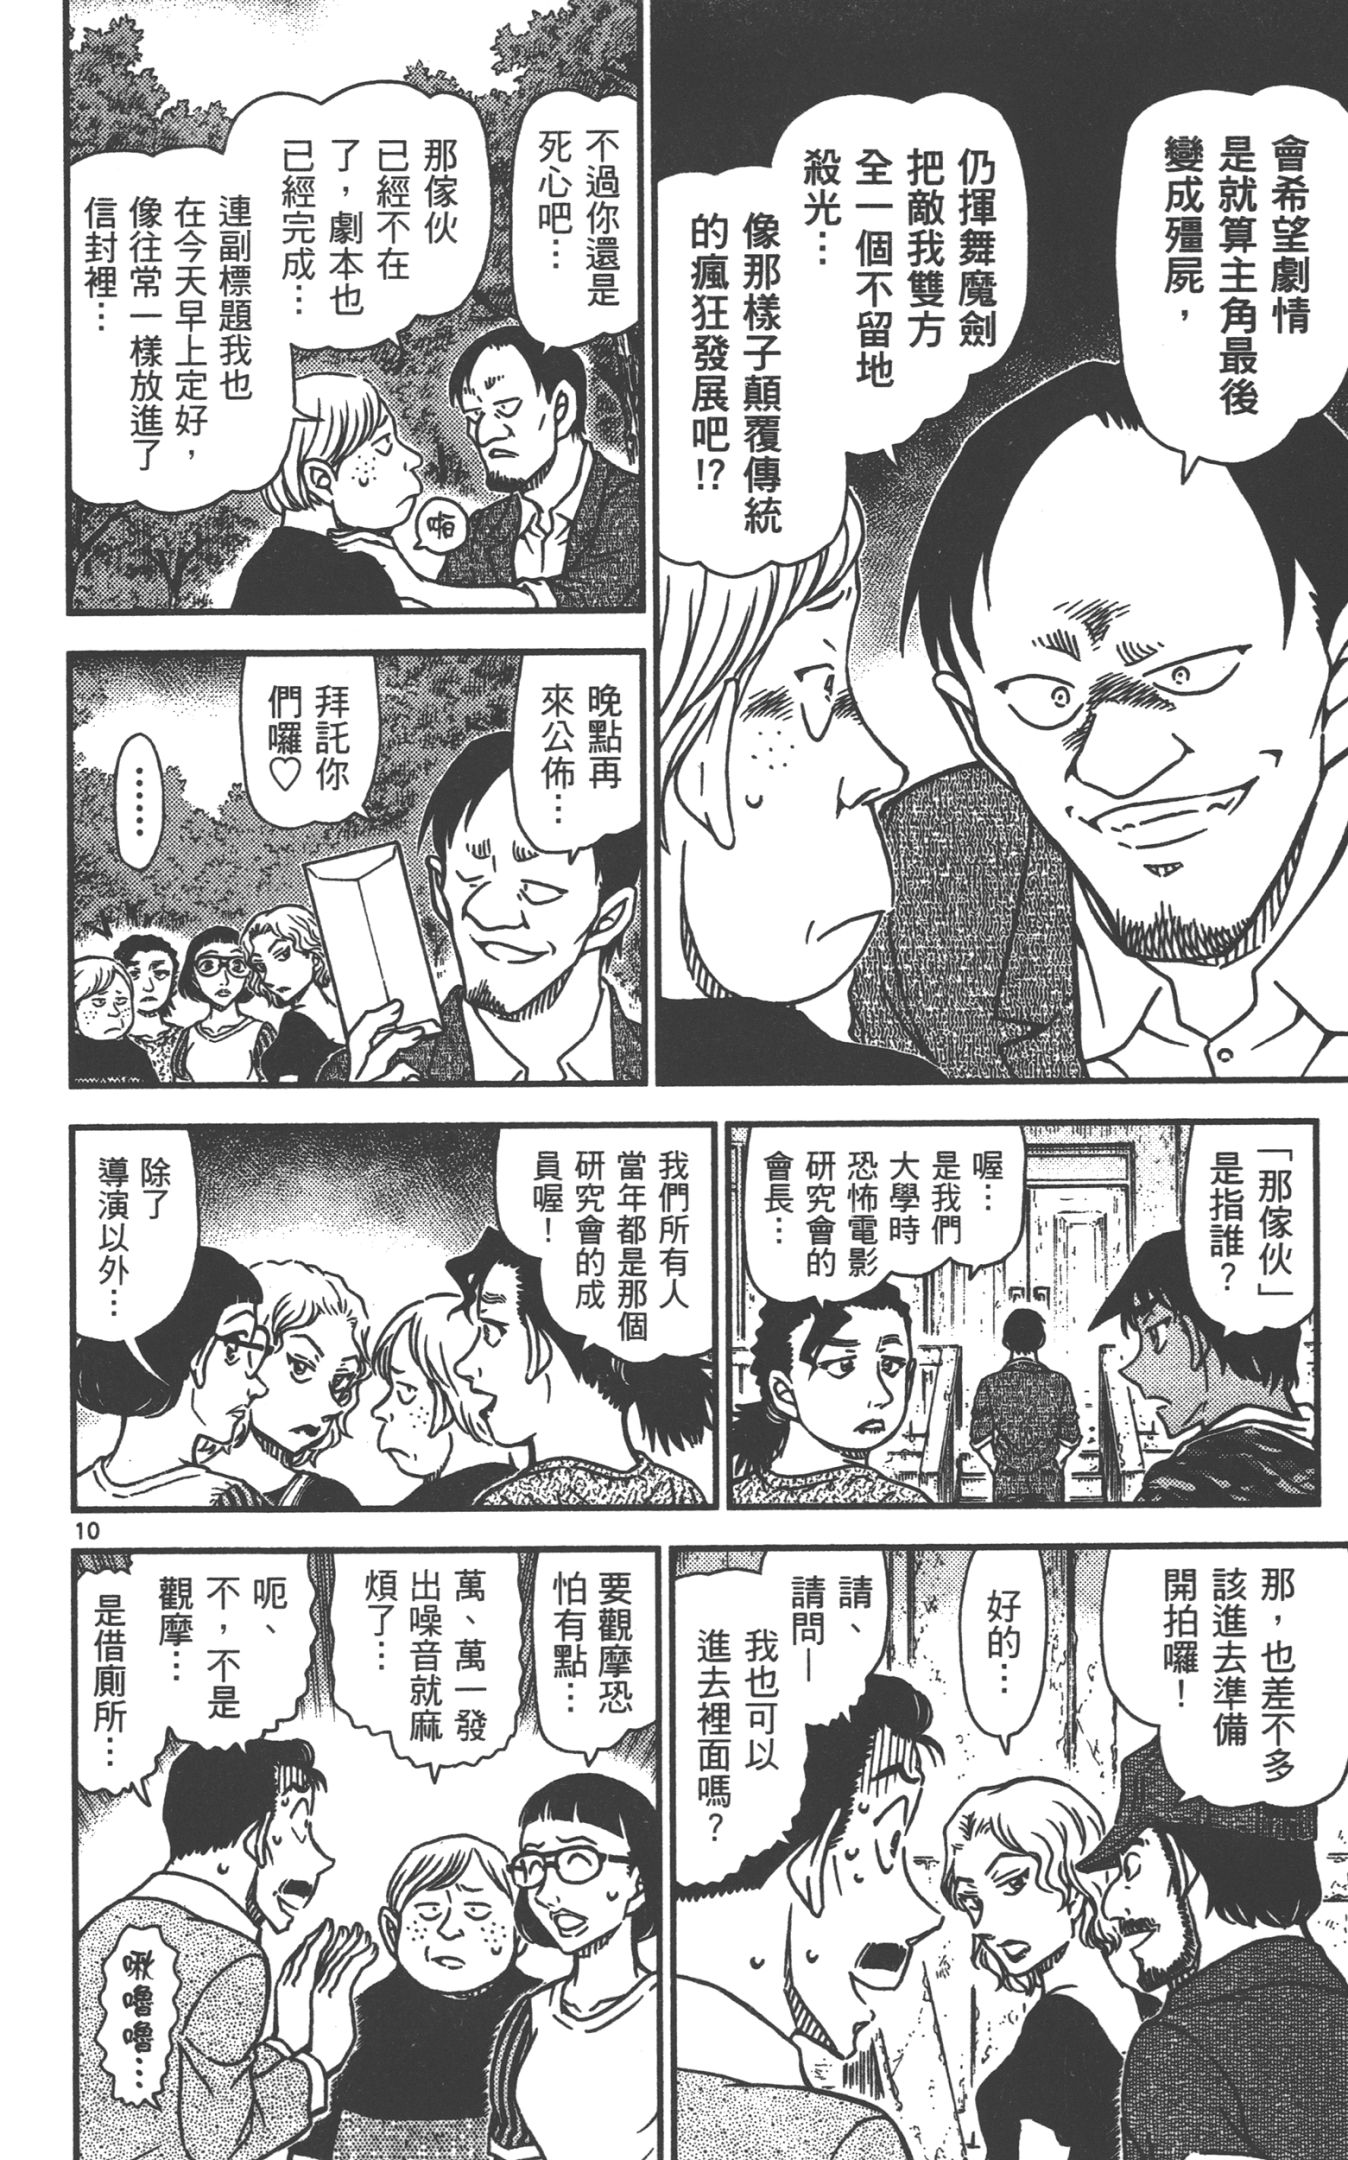 會希望劇情
是就算主角最後
變成殭屍，
仍揮舞魔劍
把敵我雙方
全一個不留地
殺光…
像那樣子顛覆傳統
的瘋狂發展吧!?
不過你還是
死心吧…
那傢伙
已經不在
了，劇本也
已經完成…
連副標題我也
在今天早上定好，
像往常一樣放進了
信封裡…
晚點再
來公佈…
拜託你
們囉♡
……
「那傢伙」
是指誰？
喔…
是我們
大學時
恐怖電影
研究會的
會長…
我們所有人
當年都是那個
研究會的成
員喔！
除了
導演以外…
10
那，也差不多
該進去準備
開拍囉！
好的…
請、
請問—
我也可以
進去裡面嗎？
要觀摩恐
怕有點…
萬、萬一發
出噪音就麻
煩了…
呃、
不，不是
觀摩…
是借廁所…
啾嚕嚕…